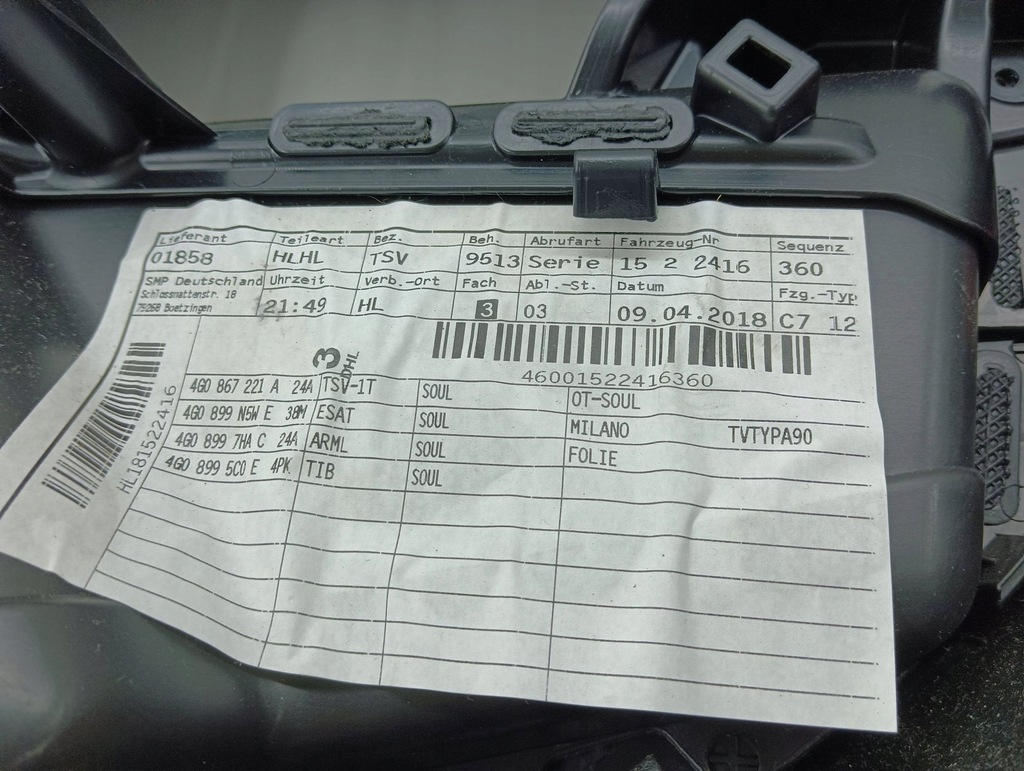 Lieferant Teileart Bez. Beh. Abrufart Fahrzeug-Nr Sequenz
01858 HLHL TSV 9513 Serie 15 2 2416 360
SMP Deutschland Uhrzeit Verb.-Ort Fach Abl.-St. Datum Fzg.-Typ
Schlossmattenstr. 18
79268 Boetzingen 21:49 HL 3 03 09.04.2018 C7 12
3
DHL
46001522416360
HL1815222416
4G0 867 221 A 24A TSV-1T SOUL OT-SOUL
4G0 899 N5W E 38M ESAT SOUL MILANO TVTYPA90
4G0 899 7HA C 24A ARML SOUL FOLIE
4G0 899 5C0 E 4PK TIB SOUL